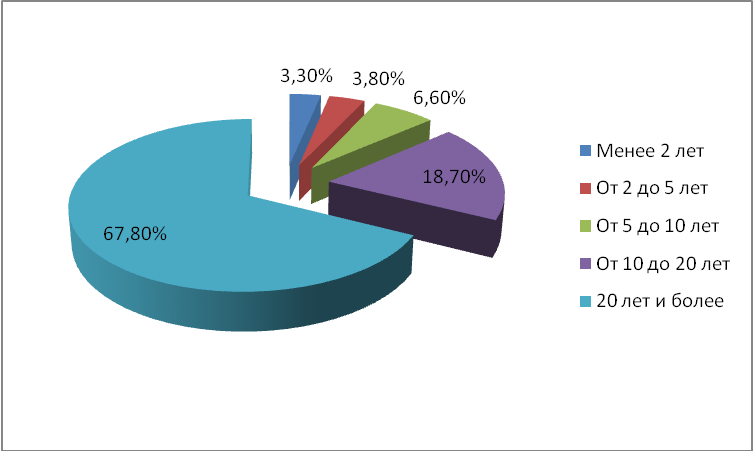 3,30%
3,80%
6,60%
18,70%
67,80%
Менее 2 лет
От 2 до 5 лет
От 5 до 10 лет
От 10 до 20 лет
20 лет и более